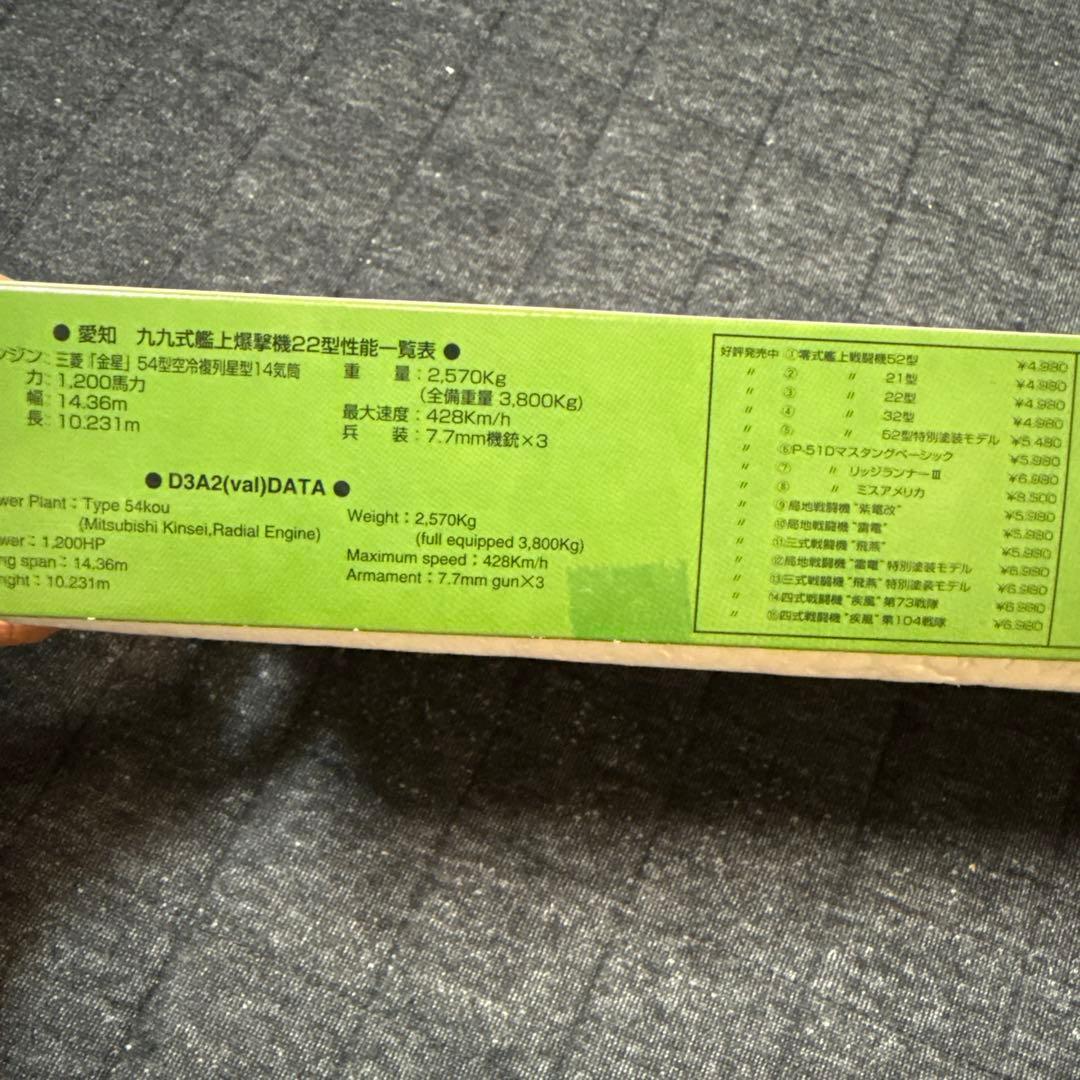 ● 愛知 九九式艦上爆撃機22型性能一覧表 ●
ンジン：三菱「金星」54型空冷複列星型14気筒
力：1,200馬力
幅：14.36m
長：10.231m
重 量：2,570Kg
(全備重量 3,800Kg)
最大速度：428Km/h
兵 装：7.7mm機銃×3
● D3A2(val)DATA ●
wer Plant：Type 54kou
(Mitsubishi Kinsei,Radial Engine)
wer：1,200HP
ng span：14.36m
nght：10.231m
Weight：2,570Kg
(full equipped 3,800Kg)
Maximum speed：428Km/h
Armament：7.7mm gun×3
好評発売中 ①零式艦上戦闘機52型 ¥4.980
〃 ② 〃 21型 ¥4.980
〃 ③ 〃 22型 ¥4.980
〃 ④ 〃 32型 ¥4.980
〃 ⑤ 〃 52型特別塗装モデル ¥5.480
〃 ⑥P-51Dマスタングベーシック ¥5.980
〃 ⑦ 〃 リッジランナーⅢ ¥6.980
〃 ⑧ 〃 ミスアメリカ ¥8.500
〃 ⑨局地戦闘機“紫電改” ¥5.980
〃 ⑩局地戦闘機“雷電” ¥5.980
〃 ⑪三式戦闘機“飛燕” ¥5.980
〃 ⑫局地戦闘機“雷電”特別塗装モデル ¥6.980
〃 ⑬三式戦闘機“飛燕”特別塗装モデル ¥6.980
〃 ⑭四式戦闘機“疾風”第73戦隊 ¥6.980
〃 ⑮四式戦闘機“疾風”第104戦隊 ¥6.980